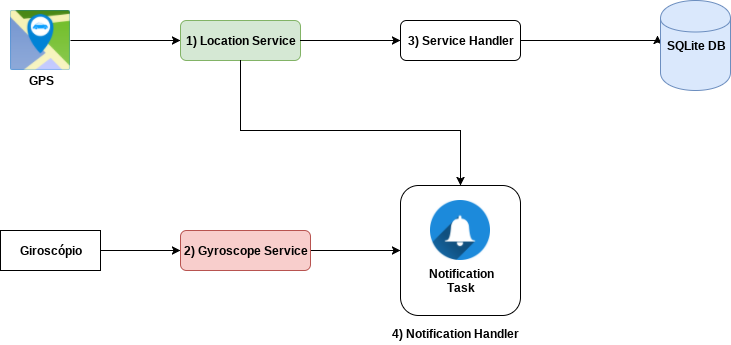 GPS
1) Location Service
3) Service Handler
SQLite DB
Giroscópio
2) Gyroscope Service
Notification
Task
4) Notification Handler